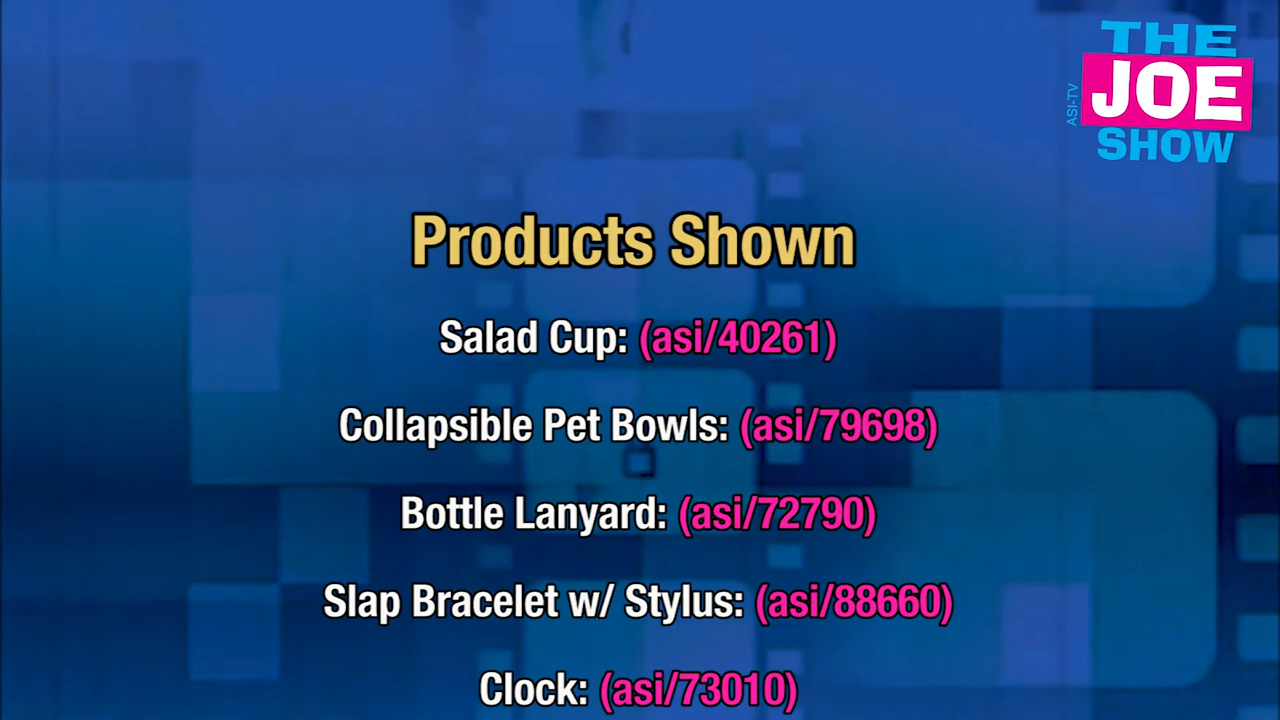 THE
JOE
SHOW
ASI-TV
Products Shown
Salad Cup: (asi/40261)
Collapsible Pet Bowls: (asi/79698)
Bottle Lanyard: (asi/72790)
Slap Bracelet w/ Stylus: (asi/88660)
Clock: (asi/73010)